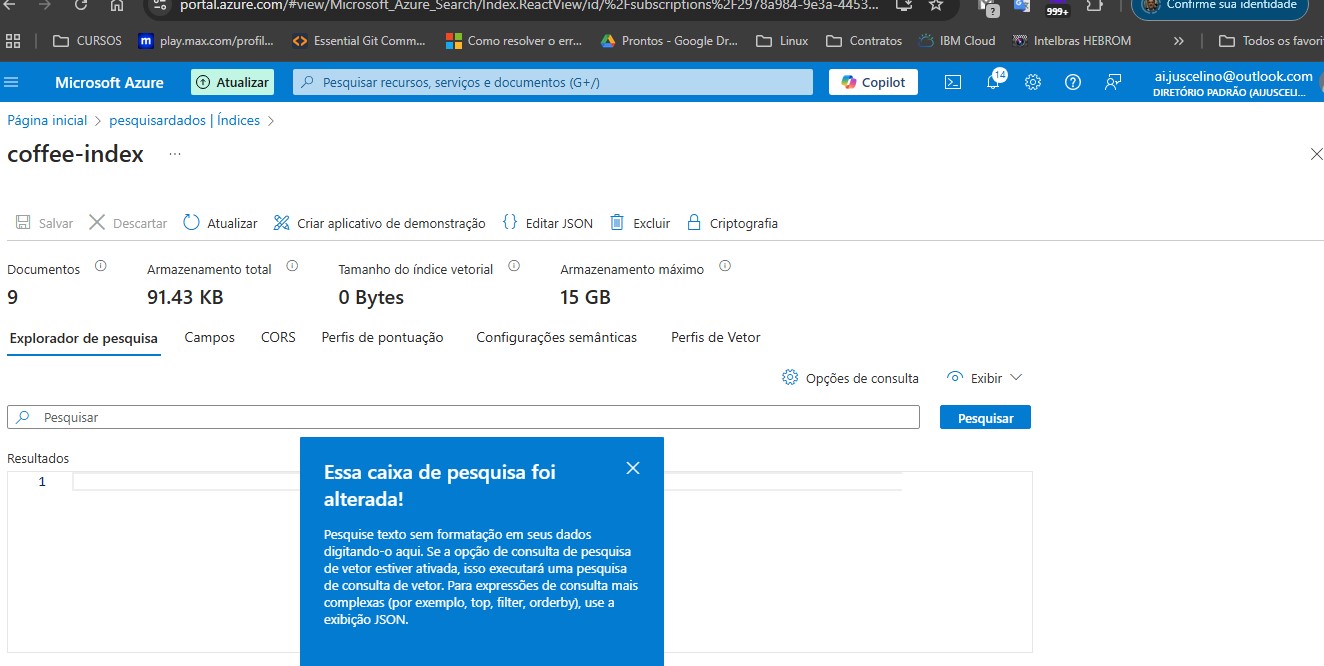 portal.azure.com/#view/Microsoft_Azure_Search/Index.ReactView/id/%2Fsubscriptions%2F2978a984-9e3a-4453...
999+
Confirme sua identidade
CURSOS
play.max.com/profil...
Essential Git Comm...
Como resolver o err...
Prontos - Google Dr...
Linux
Contratos
IBM Cloud
Intelbras HEBROM
»
Todos os favori
Microsoft Azure
Atualizar
Pesquisar recursos, serviços e documentos (G+/)
Copilot
14
ai.juscelino@outlook.com
DIRETÓRIO PADRÃO (AIJUSCELI...
Página inicial > pesquisardados | Índices >
coffee-index ...
Salvar
Descartar
Atualizar
Criar aplicativo de demonstração
{} Editar JSON
Excluir
Criptografia
Documentos
9
Armazenamento total
91.43 KB
Tamanho do índice vetorial
0 Bytes
Armazenamento máximo
15 GB
Explorador de pesquisa
Campos
CORS
Perfis de pontuação
Configurações semânticas
Perfis de Vetor
Opções de consulta
Exibir
Pesquisar
Pesquisar
Resultados
1
Essa caixa de pesquisa foi
alterada!
Pesquise texto sem formatação em seus dados
digitando-o aqui. Se a opção de consulta de pesquisa
de vetor estiver ativada, isso executará uma pesquisa
de consulta de vetor. Para expressões de consulta mais
complexas (por exemplo, top, filter, orderby), use a
exibição JSON.